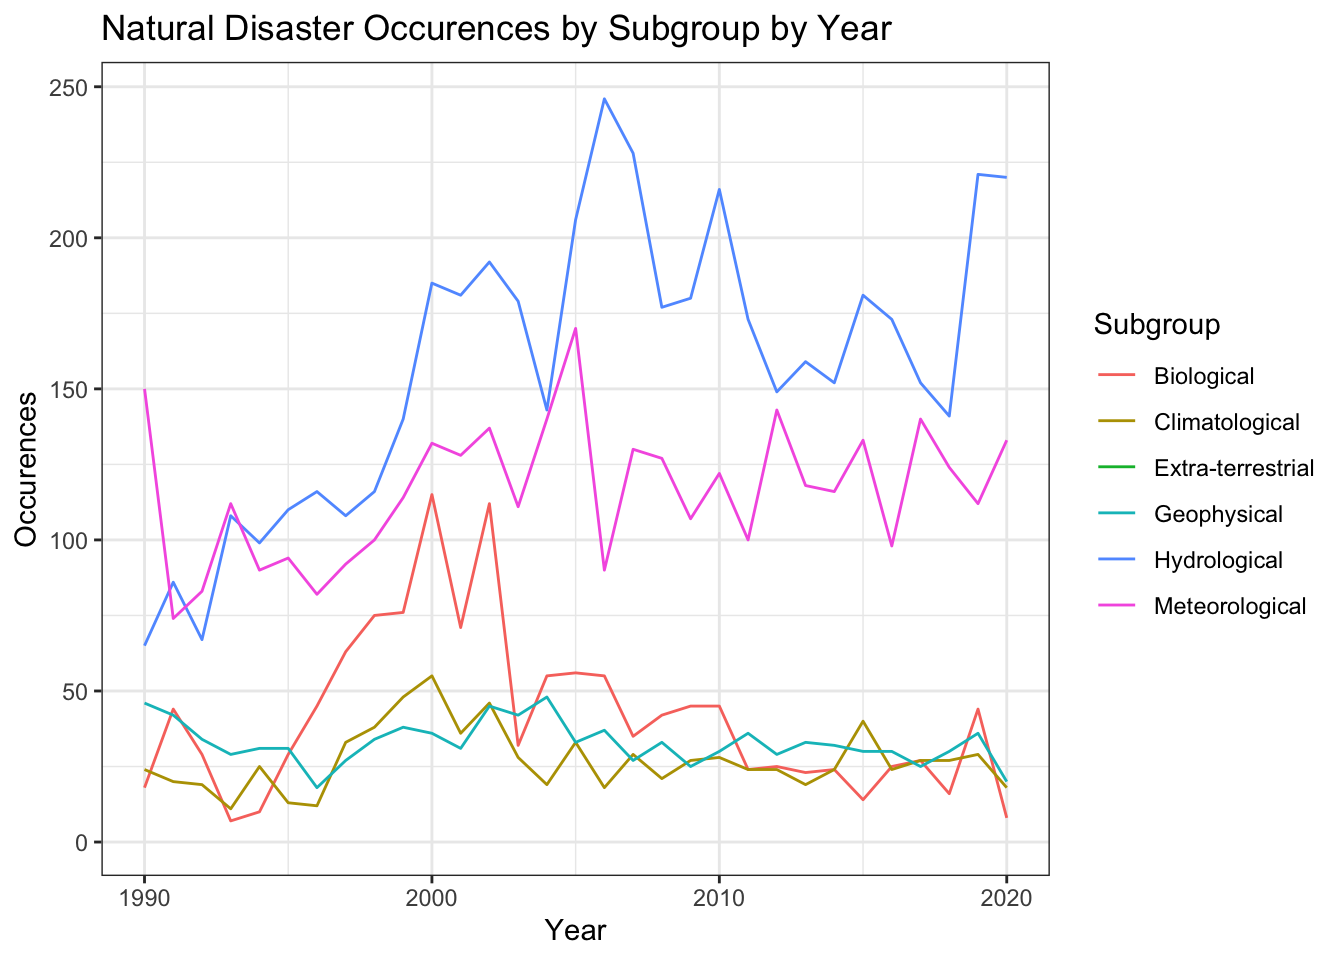 Natural Disaster Occurences by Subgroup by Year
250
200
150
100
50
0
Occurences
1990
2000
2010
2020
Year
Subgroup
Biological
Climatological
Extra-terrestrial
Geophysical
Hydrological
Meteorological